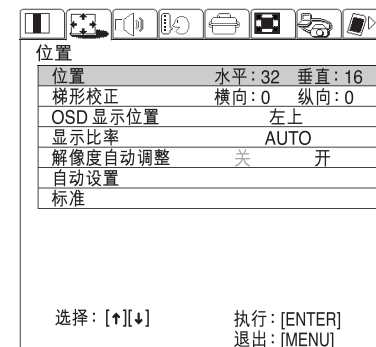 位置
位置 水平：32 垂直：16
梯形校正 横向：0 纵向：0
OSD 显示位置 左上
显示比率 AUTO
解像度自动调整 关 开
自动设置
标准
选择：[↑][↓] 执行：[ENTER]
退出：[MENU]